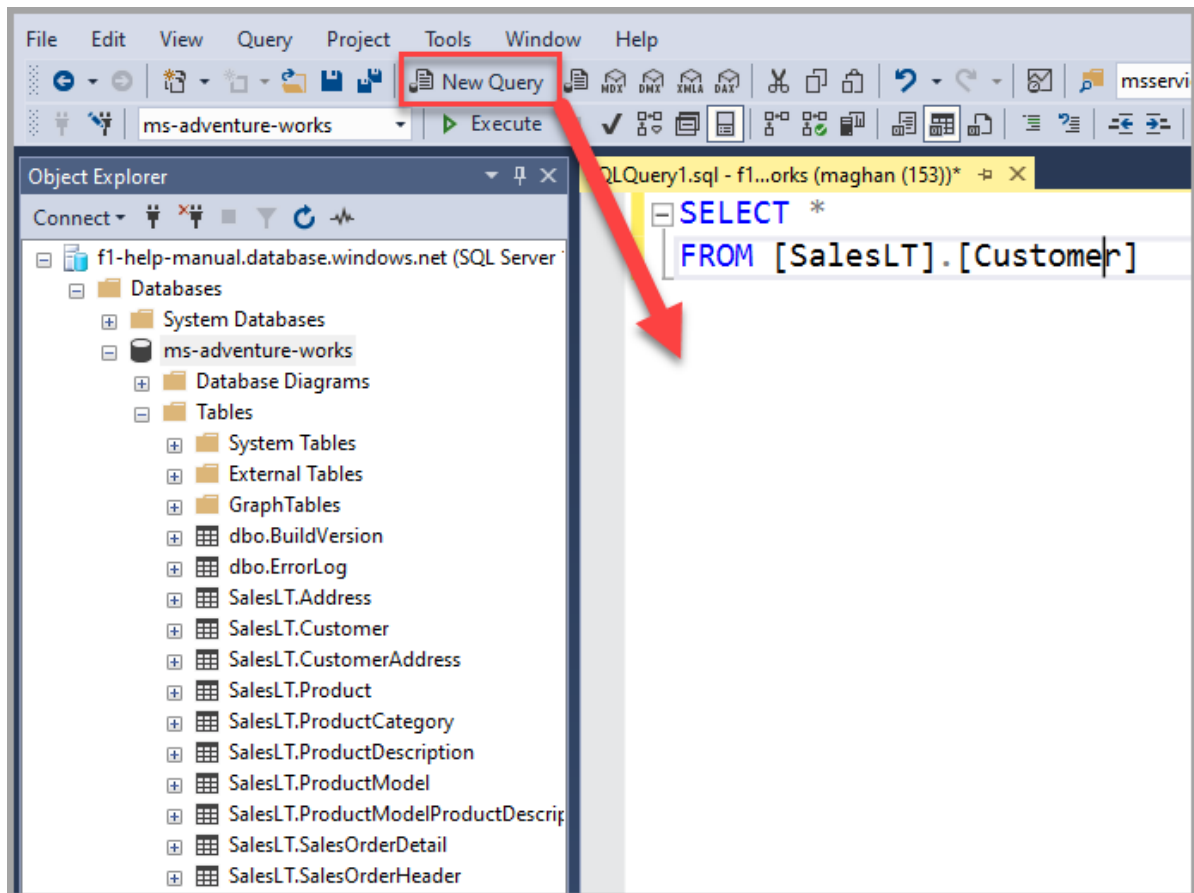 File Edit View Query Project Tools Window Help
New Query MDX DMX XMLA DAX msservi
ms-adventure-works Execute
Object Explorer
QLQuery1.sql - f1...orks (maghan (153))*
Connect
SELECT *
FROM [SalesLT].[Customer]
f1-help-manual.database.windows.net (SQL Server
Databases
System Databases
ms-adventure-works
Database Diagrams
Tables
System Tables
External Tables
GraphTables
dbo.BuildVersion
dbo.ErrorLog
SalesLT.Address
SalesLT.Customer
SalesLT.CustomerAddress
SalesLT.Product
SalesLT.ProductCategory
SalesLT.ProductDescription
SalesLT.ProductModel
SalesLT.ProductModelProductDescrip
SalesLT.SalesOrderDetail
SalesLT.SalesOrderHeader